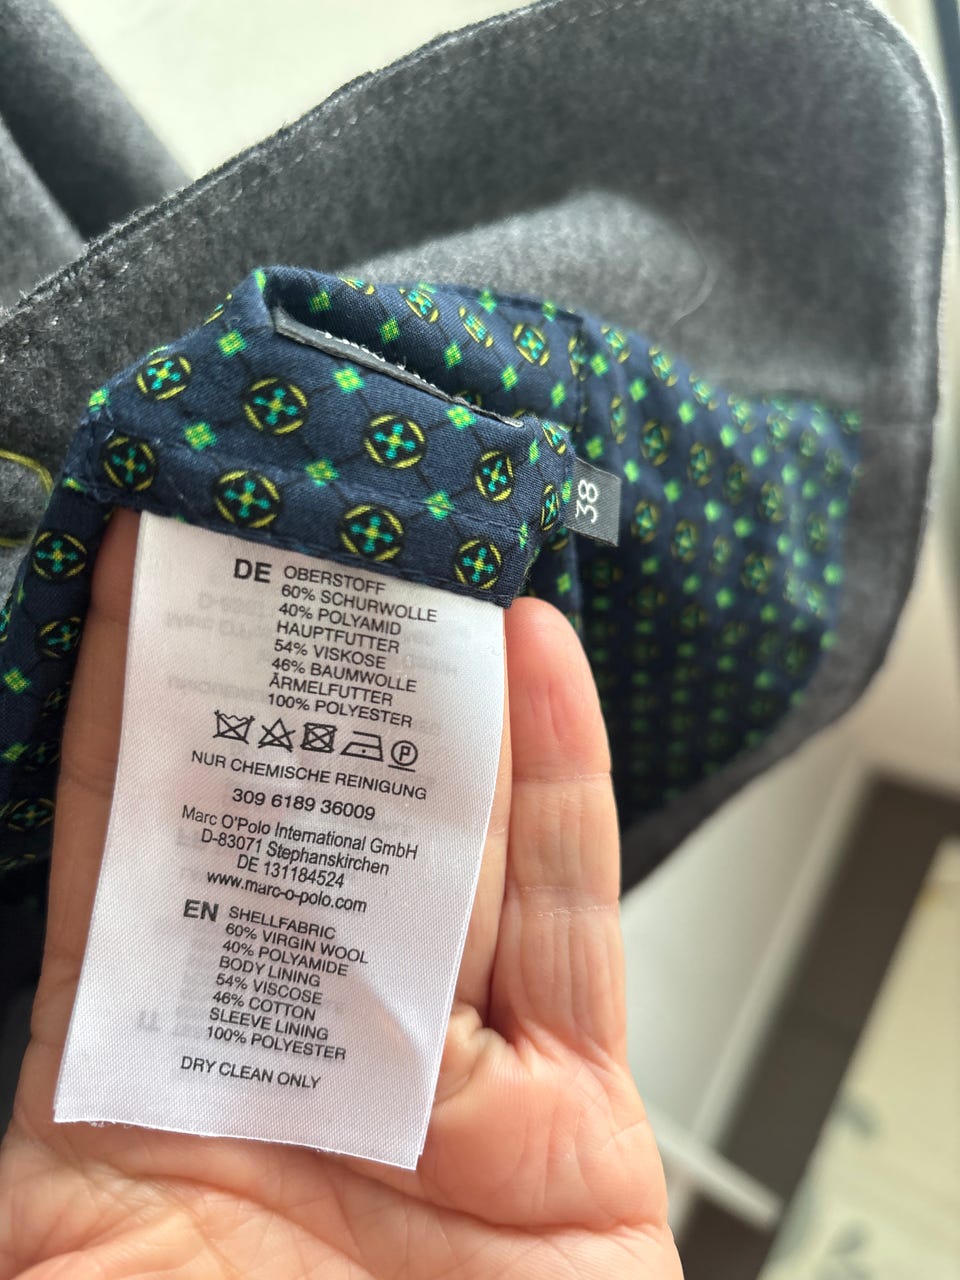 38
DE OBERSTOFF
60% SCHURWOLLE
40% POLYAMID
HAUPTFUTTER
54% VISKOSE
46% BAUMWOLLE
ÄRMELFUTTER
100% POLYESTER
P
NUR CHEMISCHE REINIGUNG
309 6189 36009
Marc O'Polo International GmbH
D-83071 Stephanskirchen
DE 131184524
www.marc-o-polo.com
EN SHELLFABRIC
60% VIRGIN WOOL
40% POLYAMIDE
BODY LINING
54% VISCOSE
46% COTTON
SLEEVE LINING
100% POLYESTER
DRY CLEAN ONLY